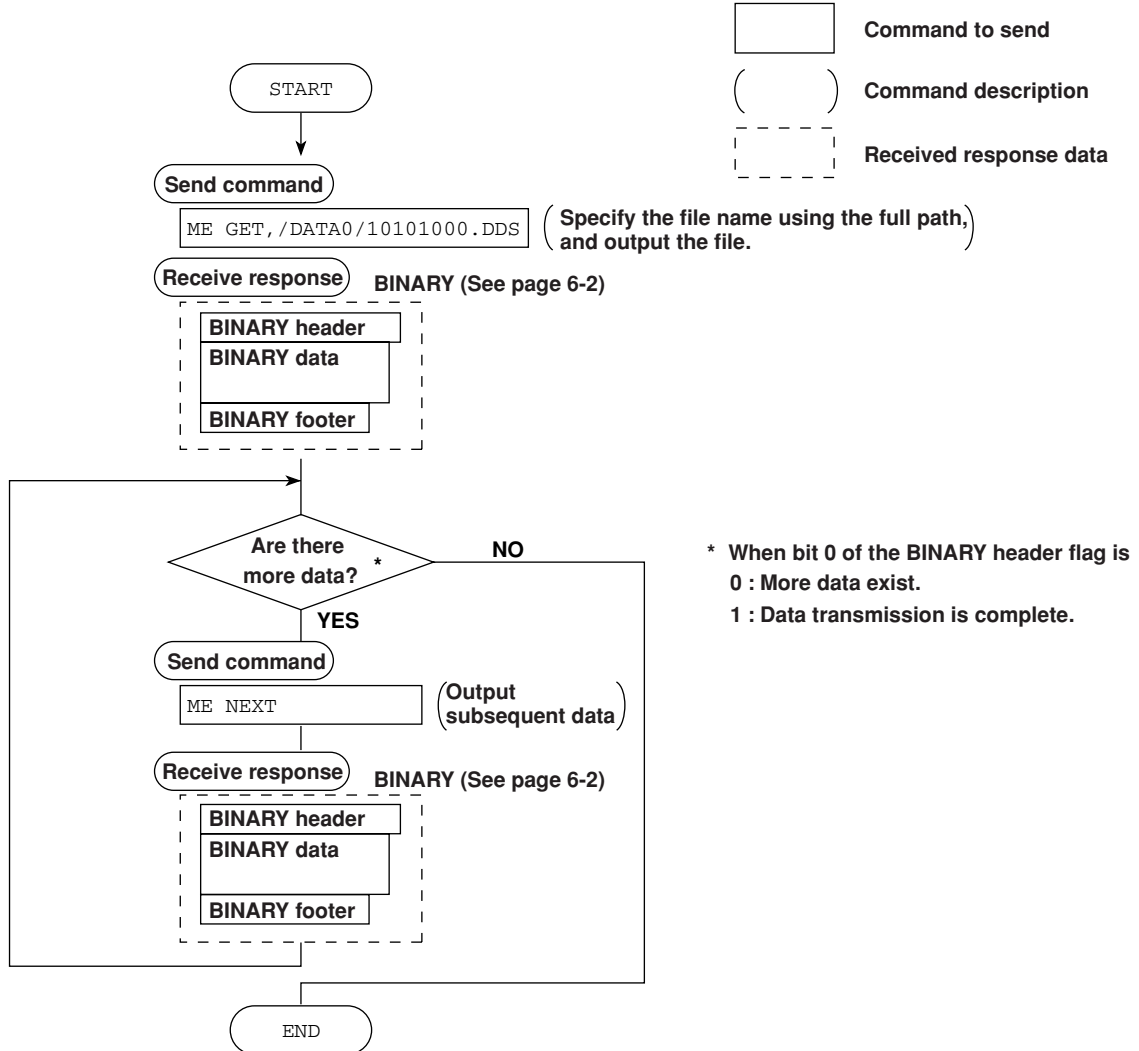 Command to send
START
Command description
Received response data
Send command
ME GET,/DATA0/10101000.DDS
Specify the file name using the full path,
and output the file.
Receive response
BINARY (See page 6-2)
BINARY header
BINARY data
BINARY footer
Are there
more data?
*
NO
YES
* When bit 0 of the BINARY header flag is
0 : More data exist.
1 : Data transmission is complete.
Send command
ME NEXT
Output
subsequent data
Receive response
BINARY (See page 6-2)
BINARY header
BINARY data
BINARY footer
END